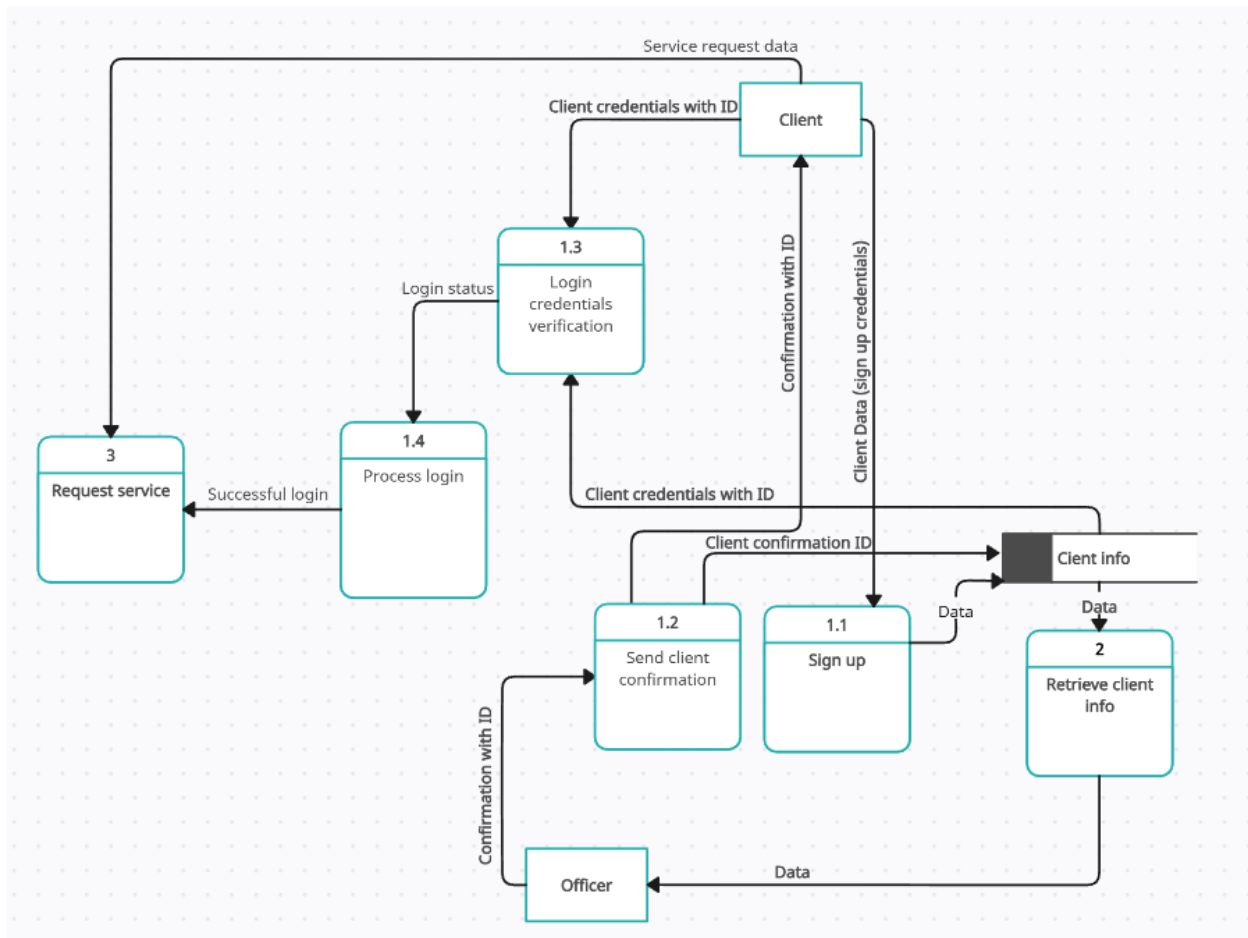 Service request data
Client credentials with ID
Client
1.3
Login
credentials
verification
Login status
Confirmation with ID
Client Data (sign up credentials)
3
Request service
1.4
Process login
Successful login
Client credentials with ID
Client confirmation ID
Client info
Data
Data
1.2
Send client
confirmation
1.1
Sign up
2
Retrieve client
info
Confirmation with ID
Officer
Data